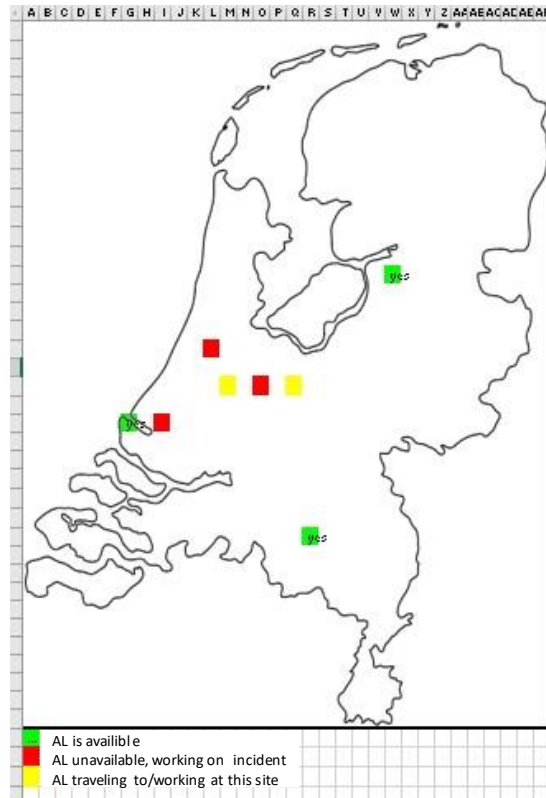 A B C D E F G H I J K L M N O P Q R S T U V W X Y Z AA AB AC AD AE AF
yes
yes
yes
AL is availible
AL unavailable, working on incident
AL traveling to/working at this site